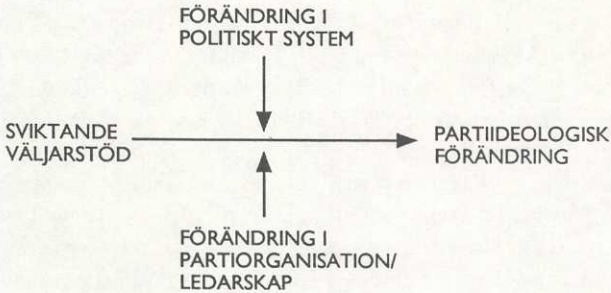 FÖRÄNDRING I
POLITISKT SYSTEM
SVIKTANDE
VÄLJARSTÖD
PARTIIDEOLOGISK
FÖRÄNDRING
FÖRÄNDRING I
PARTIORGANISATION/
LEDARSKAP